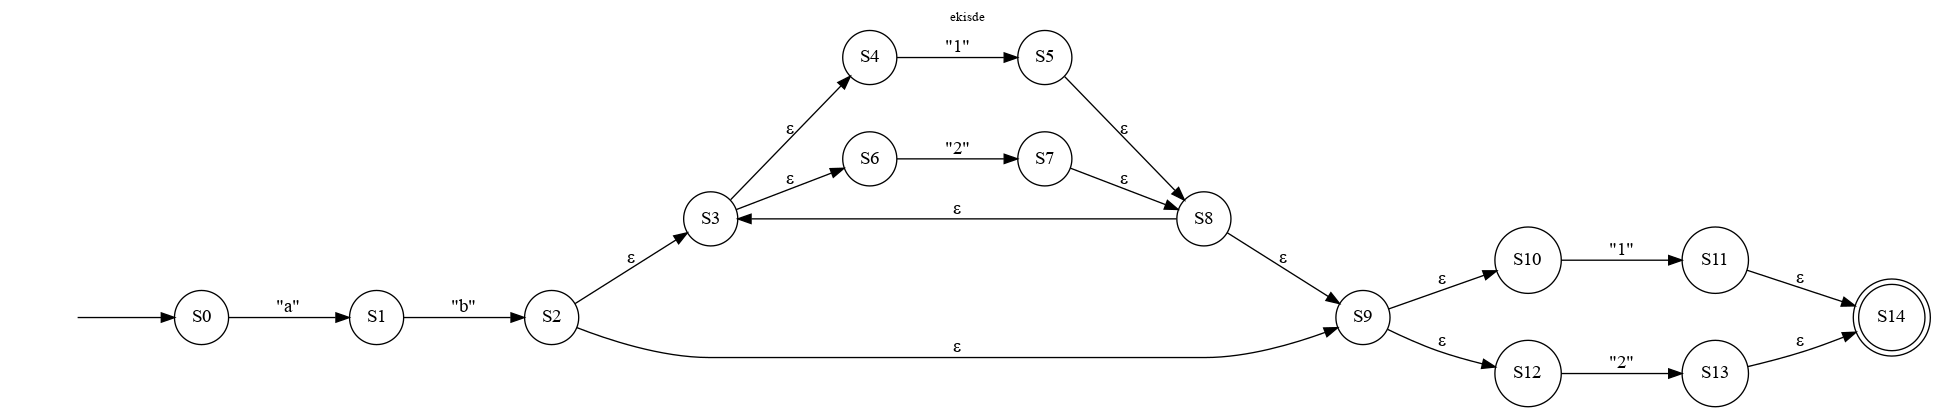 ekisde
S4 "1" S5
ε ε
S6 "2" S7
ε ε
S3 ε S8
ε ε
S10 "1" S11
ε ε
S0 "a" S1 "b" S2 S9 S14
ε ε ε
S12 "2" S13